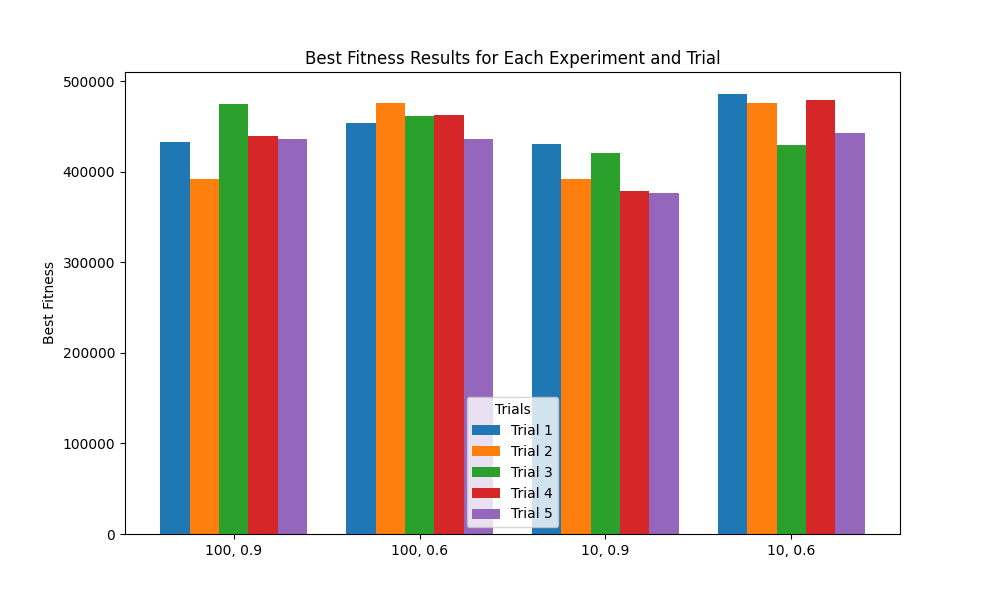 Best Fitness Results for Each Experiment and Trial
Best Fitness
500000
400000
300000
200000
100000
0
Trials
Trial 1
Trial 2
Trial 3
Trial 4
Trial 5
100, 0.9
100, 0.6
10, 0.9
10, 0.6